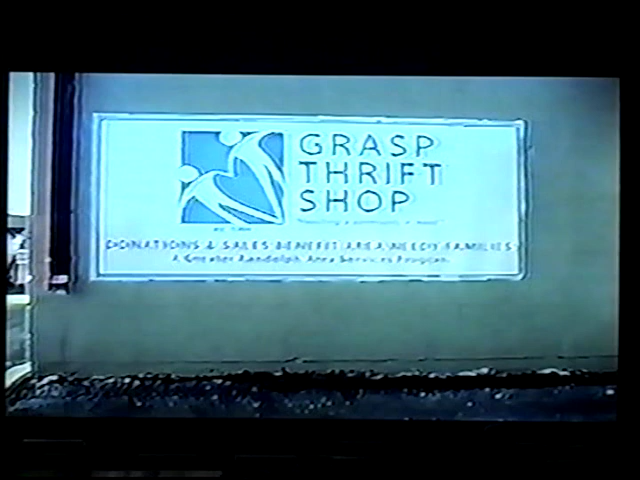 GRASP
THRIFT
SHOP
DONATIONS & SALES BENEFIT AREA NEEDY FAMILIES
A Greater Randolph Area Services Program